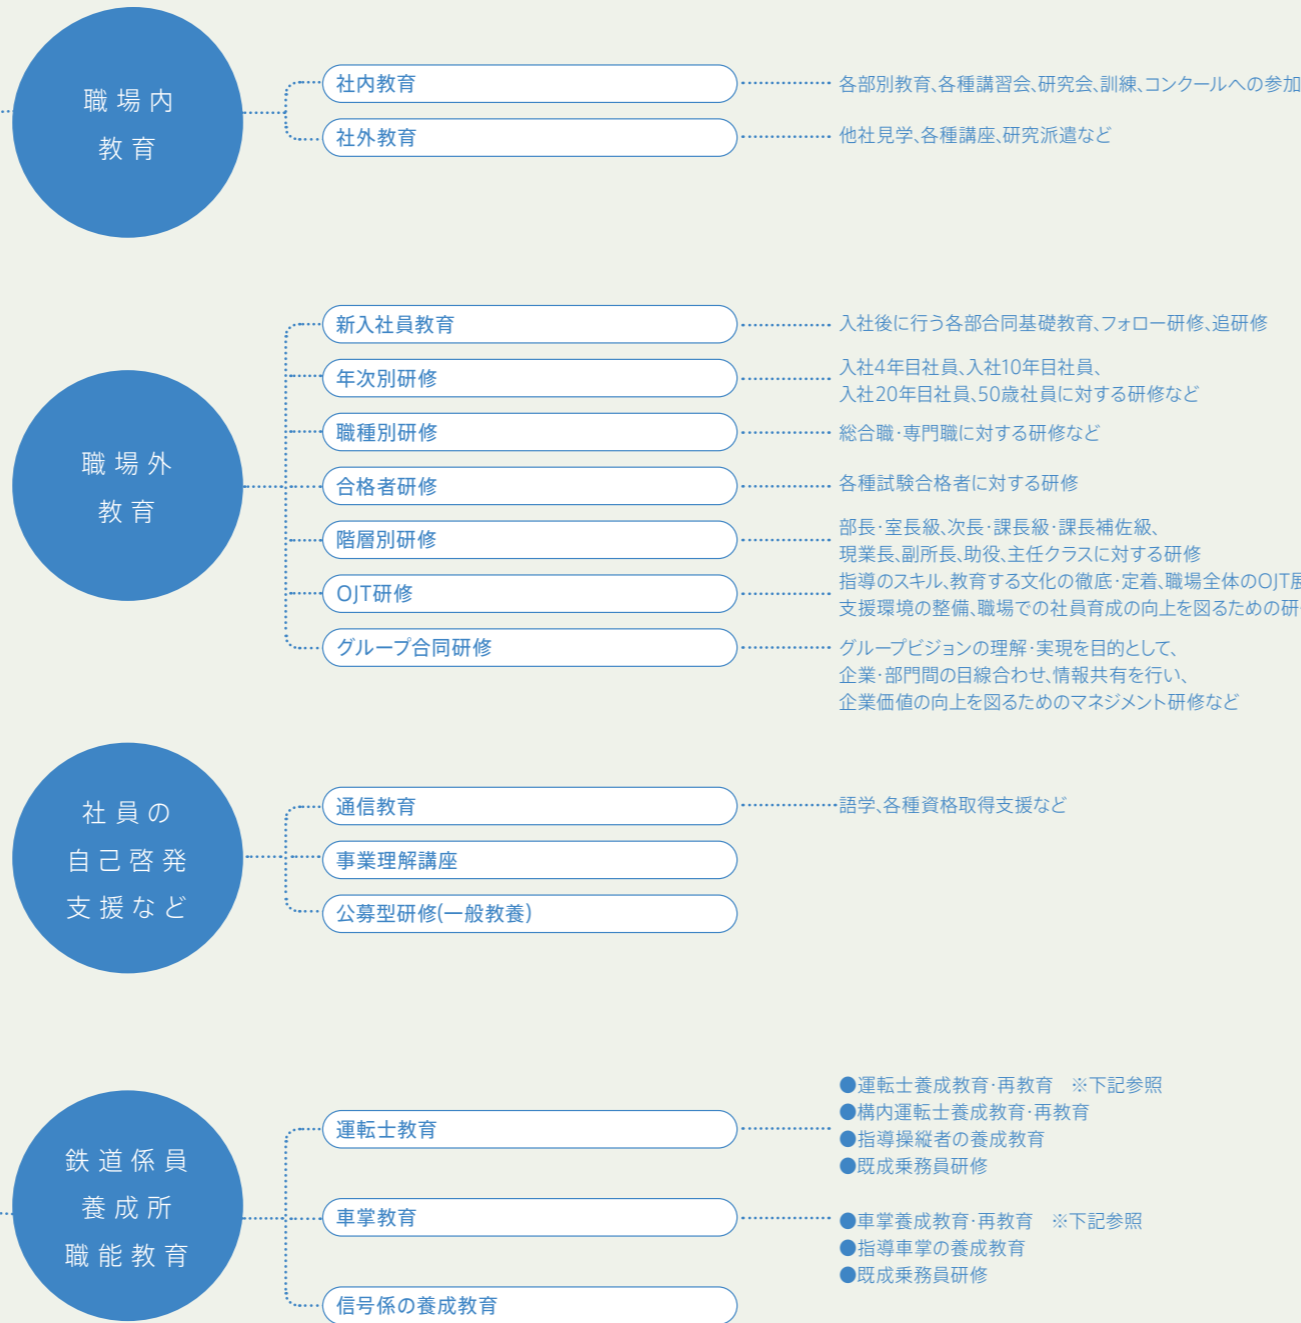 職場内
教育
社内教育
各部別教育、各種講習会、研究会、訓練、コンクールへの参加
社外教育
他社見学、各種講座、研究派遣など
職場外
教育
新入社員教育
入社後に行う各部合同基礎教育、フォロー研修、追研修
年次別研修
入社4年目社員、入社10年目社員、
入社20年目社員、50歳社員に対する研修など
職種別研修
総合職・専門職に対する研修など
合格者研修
各種試験合格者に対する研修
階層別研修
部長・室長級、次長・課長級・課長補佐級、
現業長、副所長、助役、主任クラスに対する研修
OJT研修
指導のスキル、教育する文化の徹底・定着、職場全体のOJT展
支援環境の整備、職場での社員育成の向上を図るための研
グループ合同研修
グループビジョンの理解・実現を目的として、
企業・部門間の目線合わせ、情報共有を行い、
企業価値の向上を図るためのマネジメント研修など
社員の
自己啓発
支援など
通信教育
語学、各種資格取得支援など
事業理解講座
公募型研修(一般教養)
鉄道係員
養成所
職能教育
運転士教育
●運転士養成教育・再教育　※下記参照
●構内運転士養成教育・再教育
●指導操縦者の養成教育
●既成乗務員研修
車掌教育
●車掌養成教育・再教育　※下記参照
●指導車掌の養成教育
●既成乗務員研修
信号係の養成教育